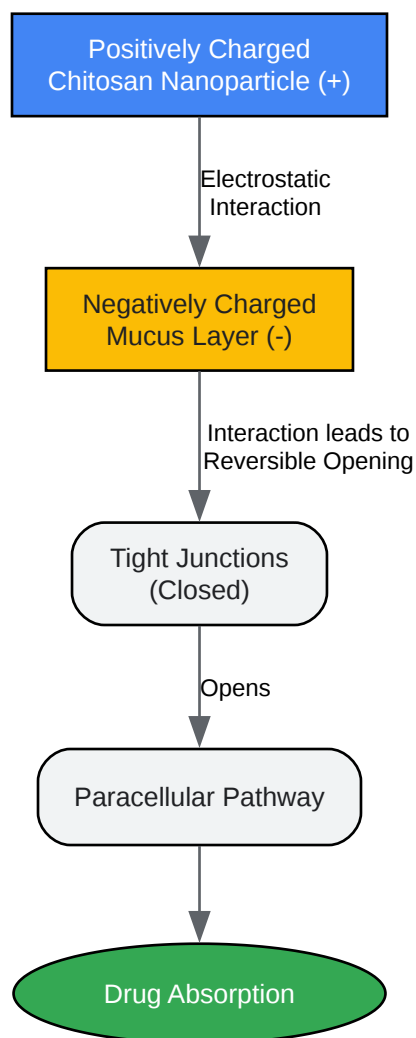 Positively Charged
Chitosan Nanoparticle (+)
Electrostatic
Interaction
Negatively Charged
Mucus Layer (-)
Interaction leads to
Reversible Opening
Tight Junctions
(Closed)
Opens
Paracellular Pathway
Drug Absorption